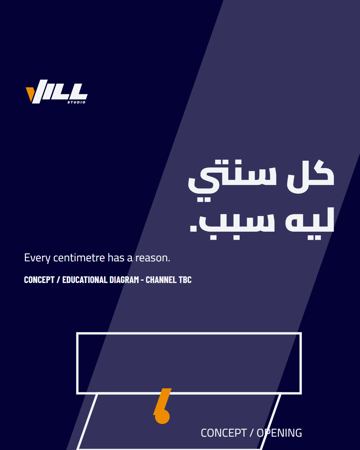 VILL
STUDIO
كل سنتي
ليه سبب.
Every centimetre has a reason.
CONCEPT / EDUCATIONAL DIAGRAM - CHANNEL TBC
CONCEPT / OPENING